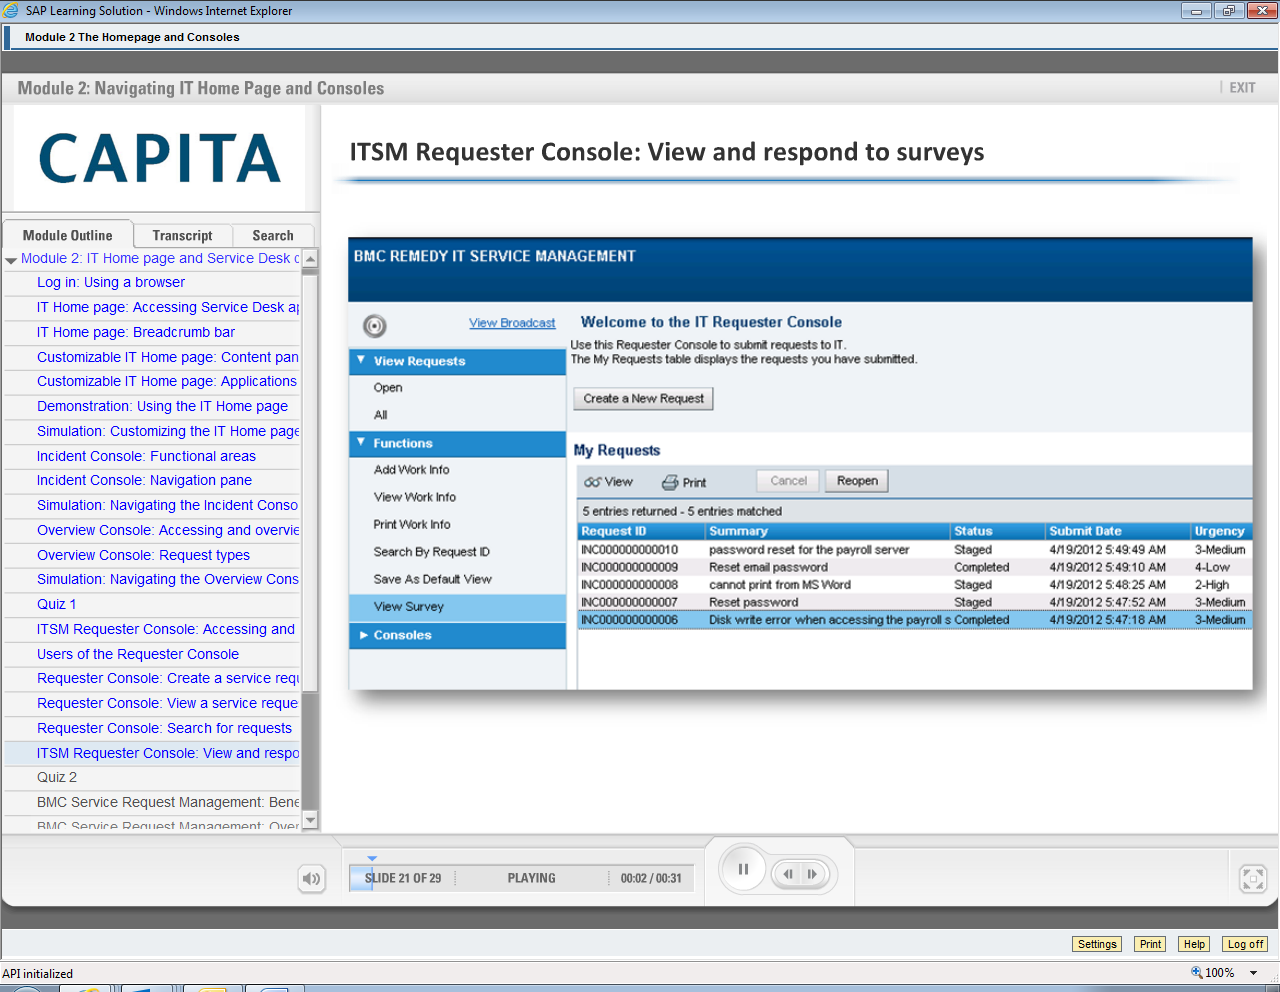 SAP Learning Solution - Windows Internet Explorer
Module 2 The Homepage and Consoles
Module 2: Navigating IT Home Page and Consoles
EXIT
CAPITA
Module Outline
Transcript
Search
Module 2: IT Home page and Service Desk c
Log in: Using a browser
IT Home page: Accessing Service Desk ap
IT Home page: Breadcrumb bar
Customizable IT Home page: Content pan
Customizable IT Home page: Applications
Demonstration: Using the IT Home page
Simulation: Customizing the IT Home page
Incident Console: Functional areas
Incident Console: Navigation pane
Simulation: Navigating the Incident Conso
Overview Console: Accessing and overvie
Overview Console: Request types
Simulation: Navigating the Overview Cons
Quiz 1
ITSM Requester Console: Accessing and
Users of the Requester Console
Requester Console: Create a service requ
Requester Console: View a service reque
Requester Console: Search for requests
ITSM Requester Console: View and respo
Quiz 2
BMC Service Request Management: Bene
BMC Service Request Management: Over
ITSM Requester Console: View and respond to surveys
BMC REMEDY IT SERVICE MANAGEMENT
View Broadcast
View Requests
Open
All
Functions
Add Work Info
View Work Info
Print Work Info
Search By Request ID
Save As Default View
View Survey
Consoles
Welcome to the IT Requester Console
Use this Requester Console to submit requests to IT.
The My Requests table displays the requests you have submitted.
Create a New Request
My Requests
View Print Cancel Reopen
5 entries returned - 5 entries matched
Request ID Summary Status Submit Date Urgency
INC000000000010 password reset for the payroll server Staged 4/19/2012 5:49:49 AM 3-Medium
INC000000000009 Reset email password Completed 4/19/2012 5:49:10 AM 4-Low
INC000000000008 cannot print from MS Word Staged 4/19/2012 5:48:25 AM 2-High
INC000000000007 Reset password Staged 4/19/2012 5:47:52 AM 3-Medium
INC000000000006 Disk write error when accessing the payroll s Completed 4/19/2012 5:47:18 AM 3-Medium
SLIDE 21 OF 29 PLAYING 00:02 / 00:31
Settings Print Help Log off
API initialized
100%